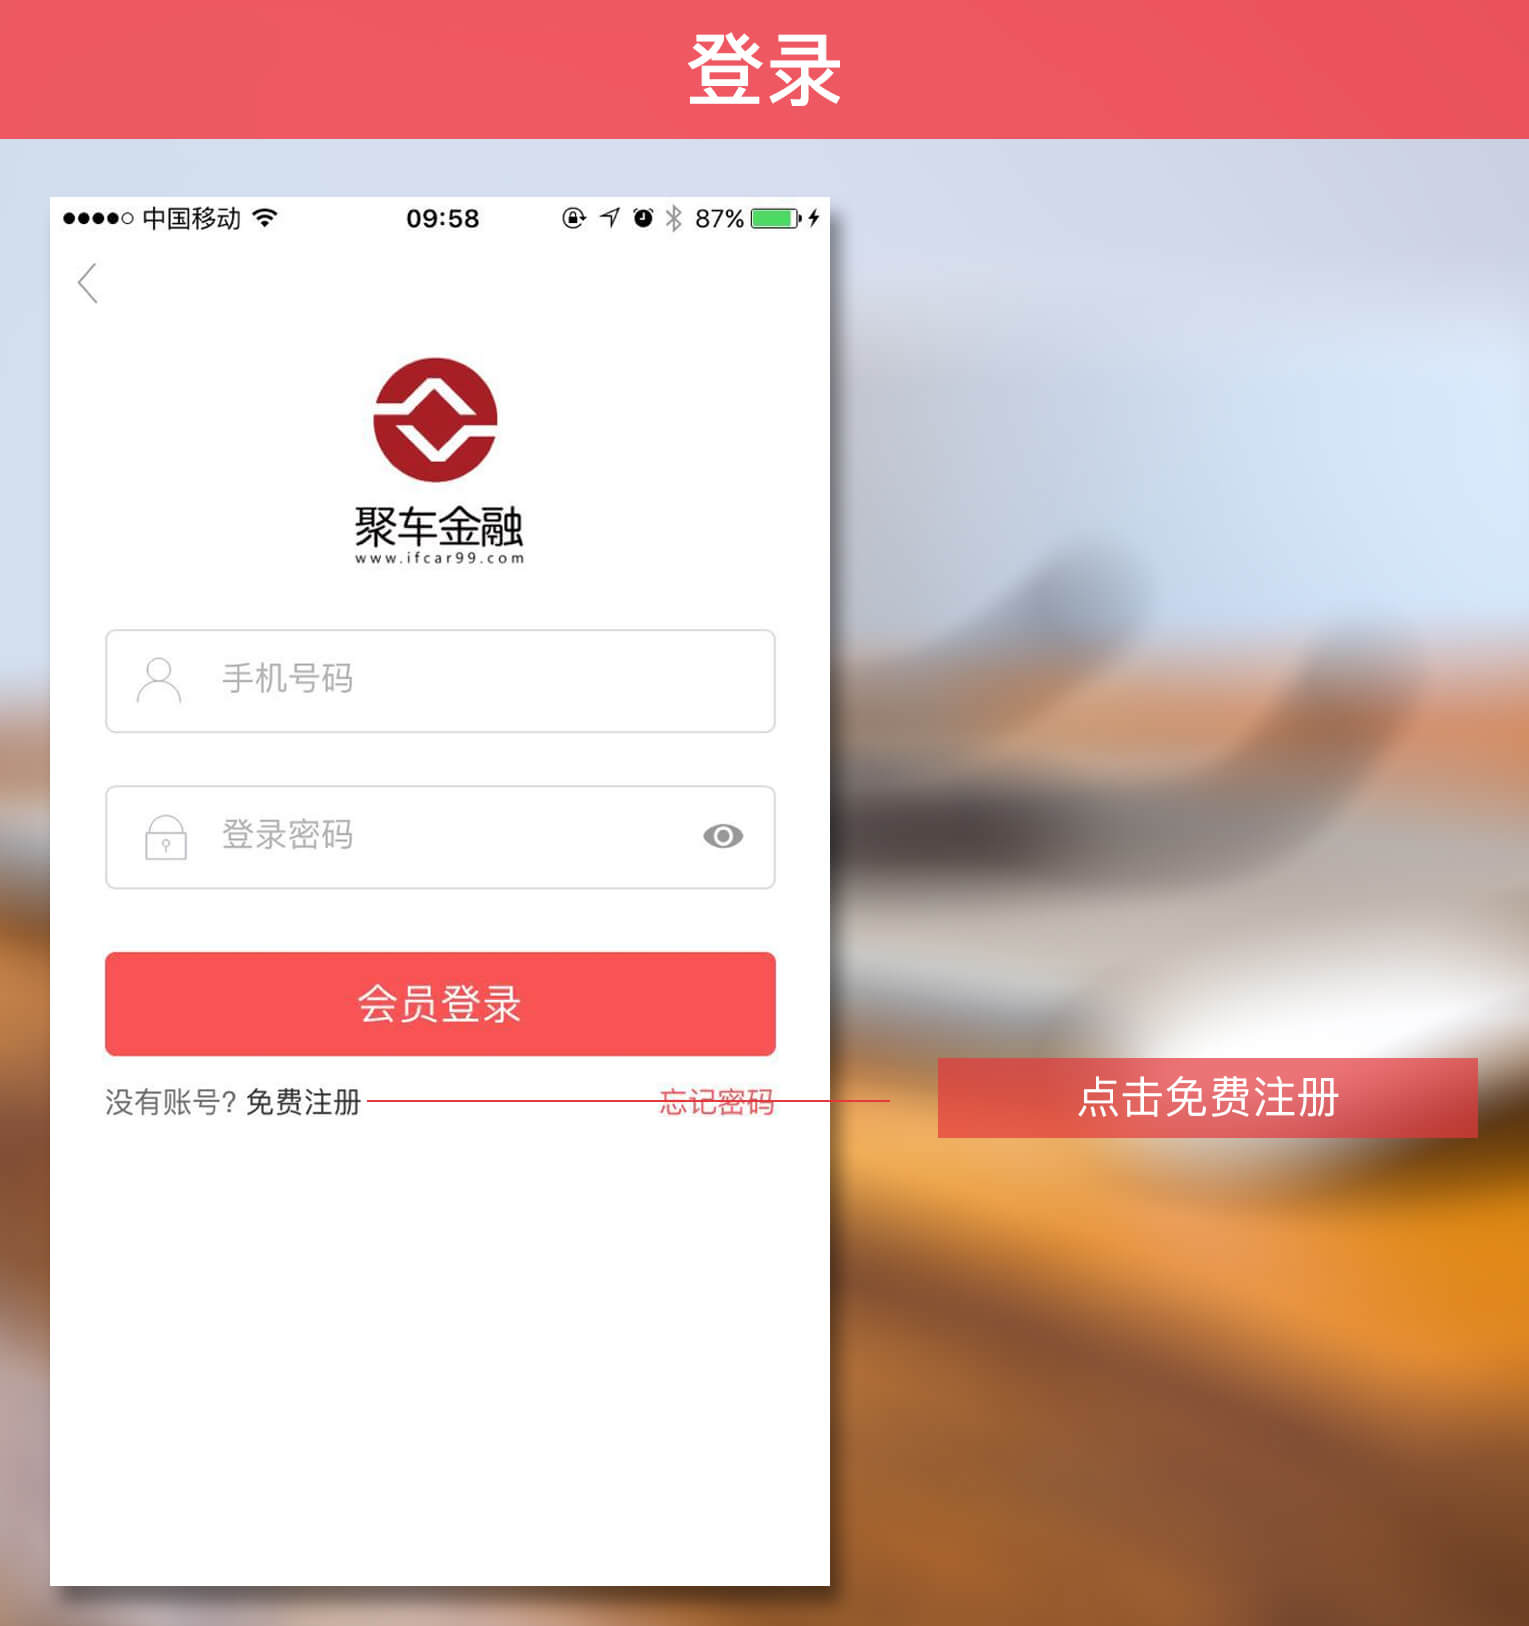 登录
中国移动 09:58 87%
聚车金融
www.ifcar99.com
手机号码
登录密码
会员登录
没有账号? 免费注册 忘记密码
点击免费注册